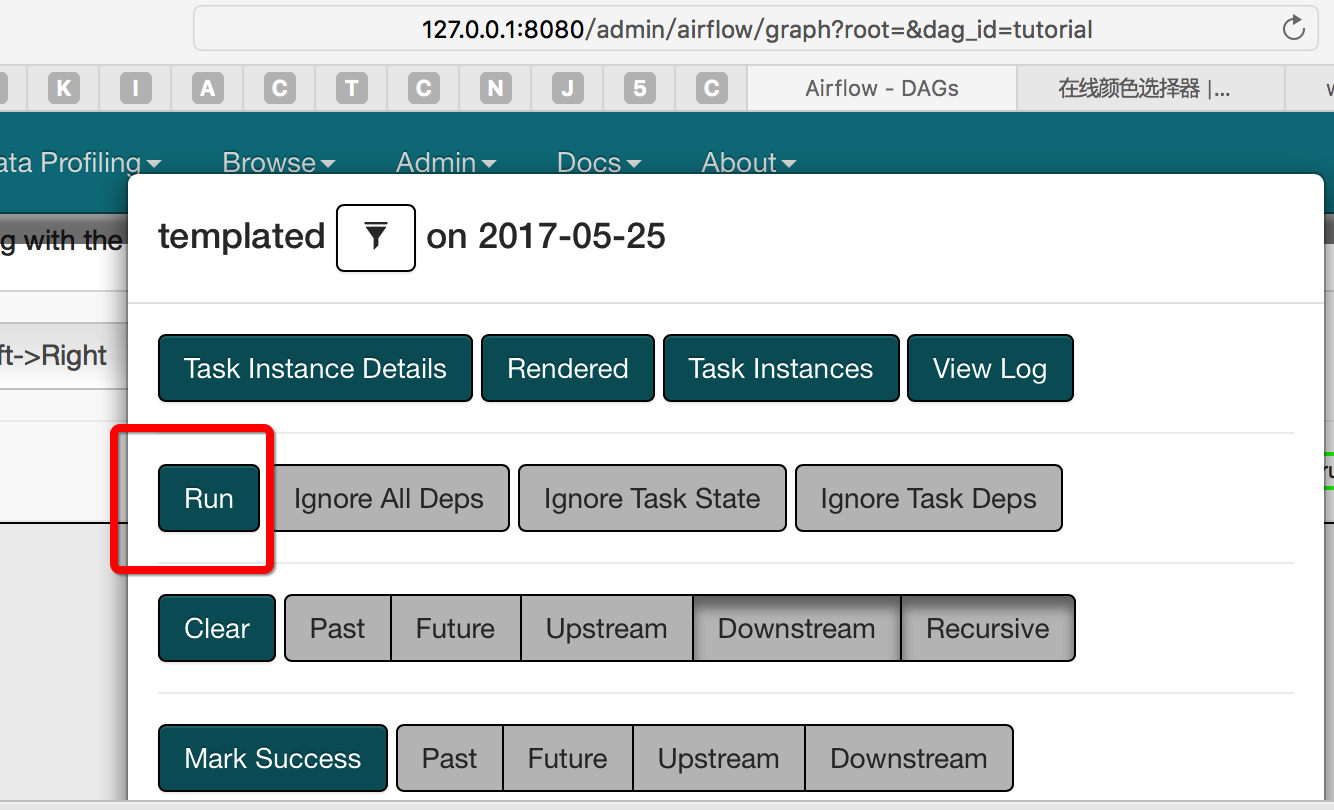 127.0.0.1:8080/admin/airflow/graph?root=&dag_id=tutorial
K I A C T C N J 5 C Airflow - DAGs 在线颜色选择器 |...
ata Profiling Browse Admin Docs About
g with the
templated on 2017-05-25
ft->Right
Task Instance Details Rendered Task Instances View Log
Run Ignore All Deps Ignore Task State Ignore Task Deps
Clear Past Future Upstream Downstream Recursive
Mark Success Past Future Upstream Downstream